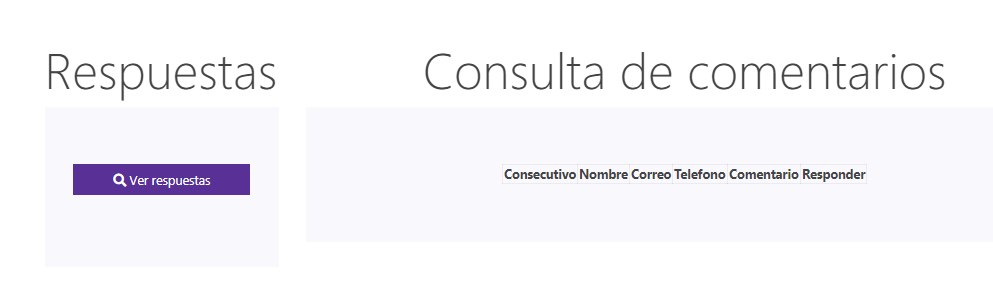 Respuestas
Ver respuestas
Consulta de comentarios
Consecutivo Nombre Correo Telefono Comentario Responder